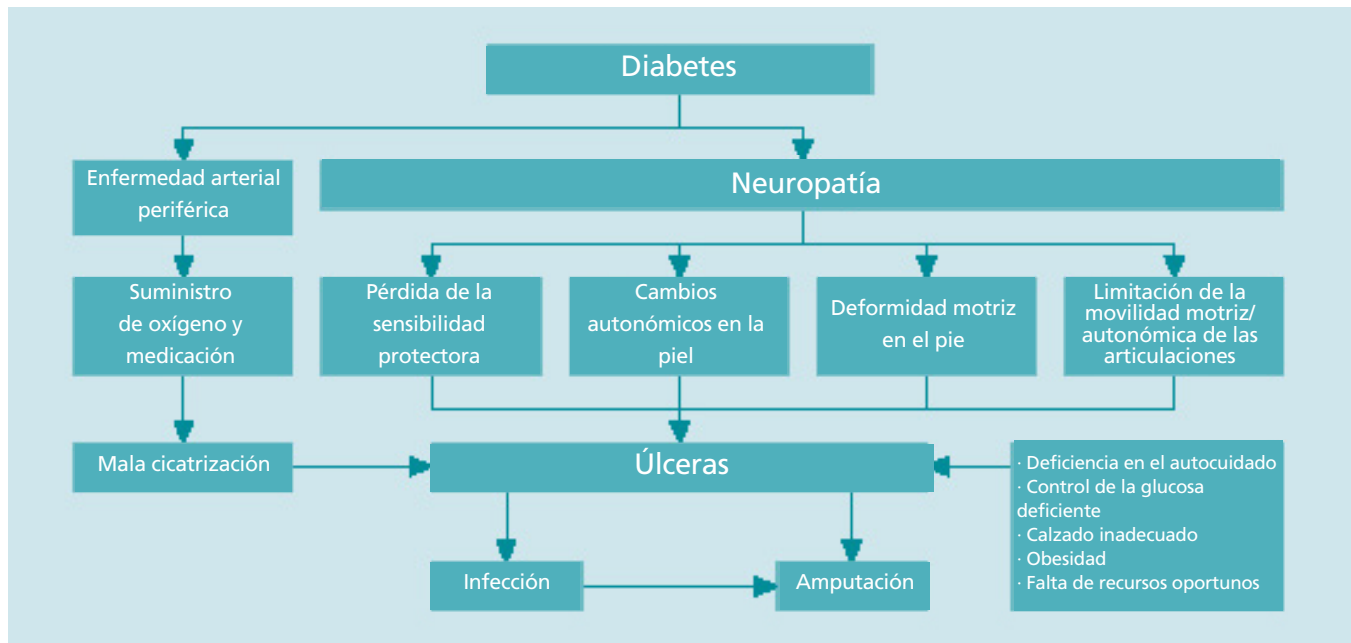 Diabetes
Enfermedad arterial
periférica
Neuropatía
Suministro
de oxígeno y
medicación
Pérdida de la
sensibilidad
protectora
Cambios
autonómicos en la
piel
Deformidad motriz
en el pie
Limitación de la
movilidad motriz/
autonómica de las
articulaciones
Mala cicatrización
Úlceras
· Deficiencia en el autocuidado
· Control de la glucosa
deficiente
· Calzado inadecuado
· Obesidad
· Falta de recursos oportunos
Infección
Amputación